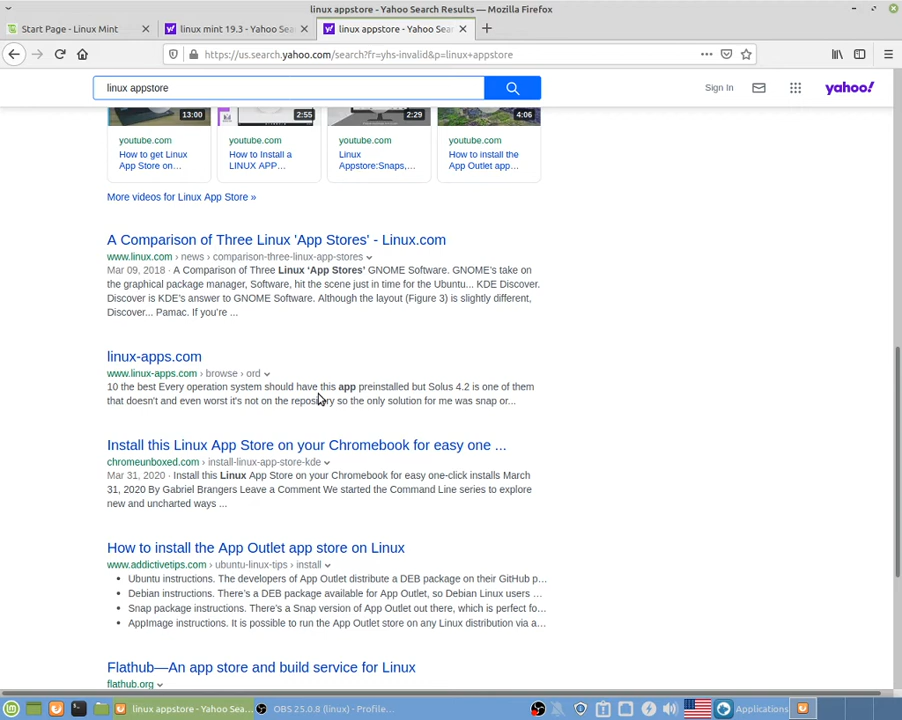 linux appstore - Yahoo Search Results — Mozilla Firefox
Start Page - Linux Mint
linux mint 19.3 - Yahoo Sea
linux appstore - Yahoo Sear
https://us.search.yahoo.com/search?fr=yhs-invalid&p=linux+appstore
linux appstore
Sign In
yahoo!
13:00
2:55
2:29
4:06
youtube.com
youtube.com
youtube.com
youtube.com
How to get Linux
App Store on...
How to Install a
LINUX APP...
Linux
Appstore:Snaps,...
How to install the
App Outlet app...
More videos for Linux App Store »
A Comparison of Three Linux 'App Stores' - Linux.com
www.linux.com › news › comparison-three-linux-app-stores
Mar 09, 2018 · A Comparison of Three Linux 'App Stores' GNOME Software. GNOME's take on
the graphical package manager, Software, hit the scene just in time for the Ubuntu... KDE Discover.
Discover is KDE's answer to GNOME Software. Although the layout (Figure 3) is slightly different,
Discover... Pamac. If you're ...
linux-apps.com
www.linux-apps.com › browse › ord
10 the best Every operation system should have this app preinstalled but Solus 4.2 is one of them
that doesn't and even worst it's not on the repository so the only solution for me was snap or...
Install this Linux App Store on your Chromebook for easy one ...
chromeunboxed.com › install-linux-app-store-kde
Mar 31, 2020 · Install this Linux App Store on your Chromebook for easy one-click installs March
31, 2020 By Gabriel Brangers Leave a Comment We started the Command Line series to explore
new and uncharted ways ...
How to install the App Outlet app store on Linux
www.addictivetips.com › ubuntu-linux-tips › install
• Ubuntu instructions. The developers of App Outlet distribute a DEB package on their GitHub p...
• Debian instructions. There's a DEB package available for App Outlet, so Debian Linux users ...
• Snap package instructions. There's a Snap version of App Outlet out there, which is perfect fo...
• AppImage instructions. It is possible to run the App Outlet store on any Linux distribution via a...
Flathub—An app store and build service for Linux
flathub.org
linux appstore - Yahoo Sea...
OBS 25.0.8 (linux) - Profile...
Applications